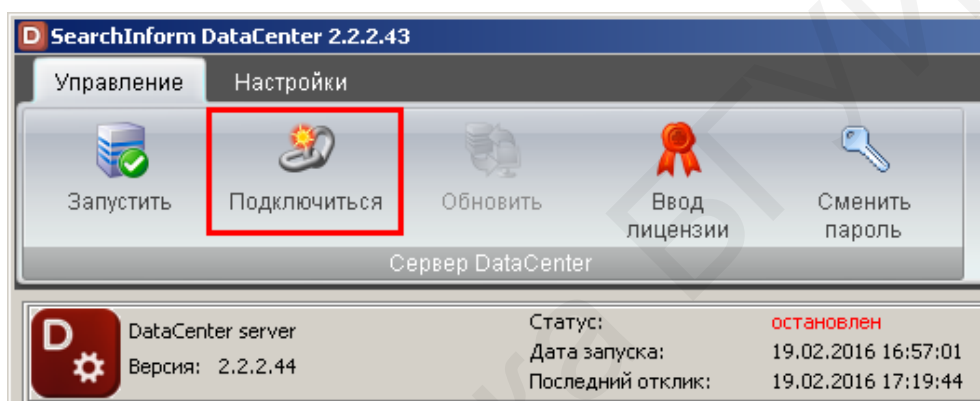 SearchInform DataCenter 2.2.2.43
Управление Настройки
Запустить Подключиться Обновить Ввод лицензии Сменить пароль
Сервер DataCenter
DataCenter server
Версия: 2.2.2.44
Статус: остановлен
Дата запуска: 19.02.2016 16:57:01
Последний отклик: 19.02.2016 17:19:44